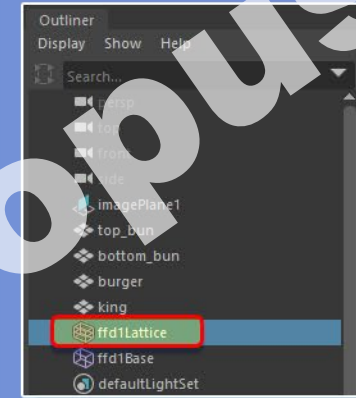 Outliner
Display Show Help
Search...
persp
top
front
side
imagePlane1
top_bun
bottom_bun
burger
king
ffd1Lattice
ffd1Base
defaultLightSet